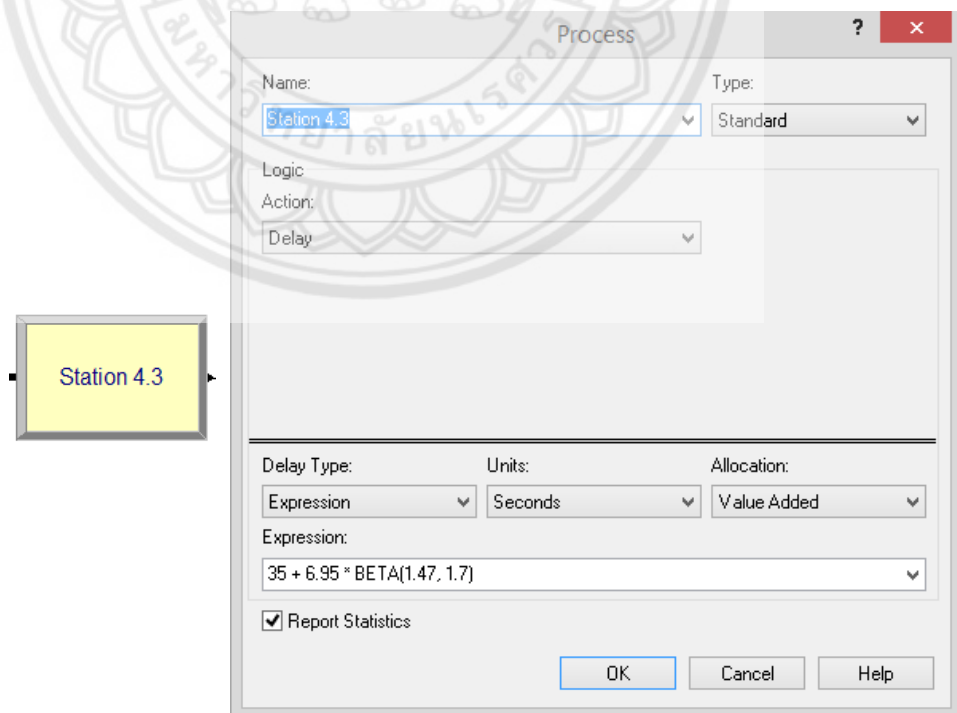 Process
?
Name:
Type:
Station 4.3
Standard
Logic
Action:
Delay
Station 4.3
Delay Type:
Units:
Allocation:
Expression
Seconds
Value Added
Expression:
35 + 6.95 * BETA(1.47, 1.7)
Report Statistics
OK
Cancel
Help